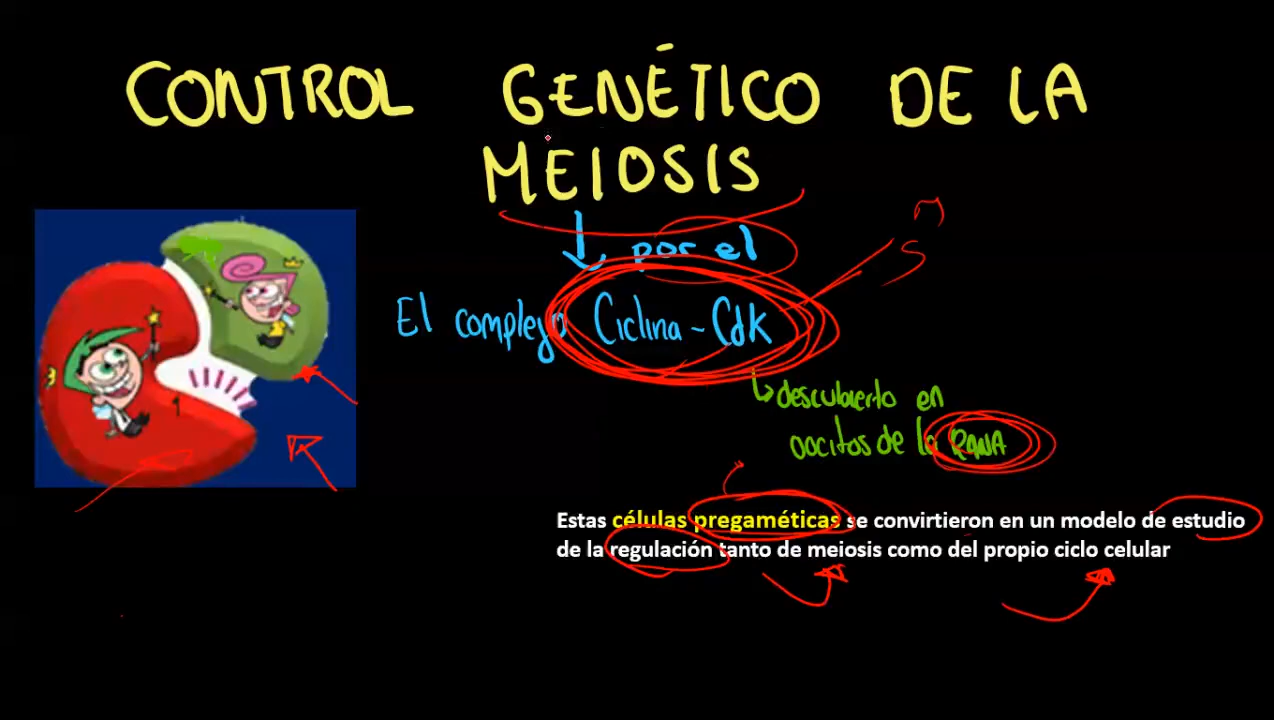 CONTROL GENÉTICO DE LA
MEIOSIS
por el
El complejo Ciclina - Cdk
M
S
descubierto en
oocitos de la RANA
Estas células pregaméticas se convirtieron en un modelo de estudio
de la regulación tanto de meiosis como del propio ciclo celular